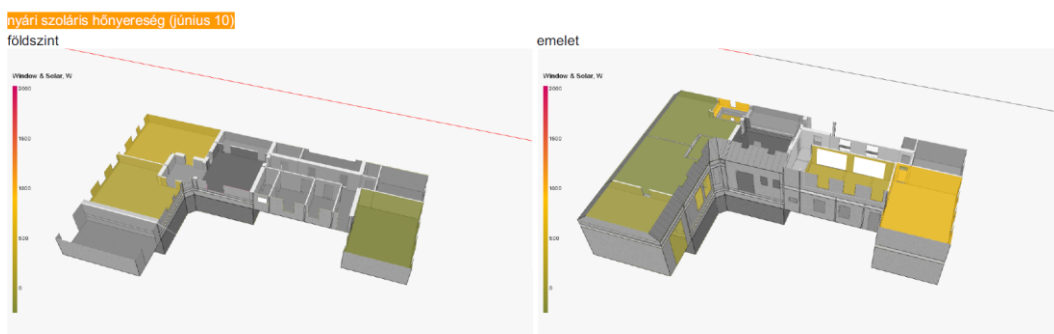 nyári szoláris hőnyereség (június 10)
földszint
Window & Solar, W
2000
1500
1000
500
0
emelet
Window & Solar, W
2000
1500
1000
500
0